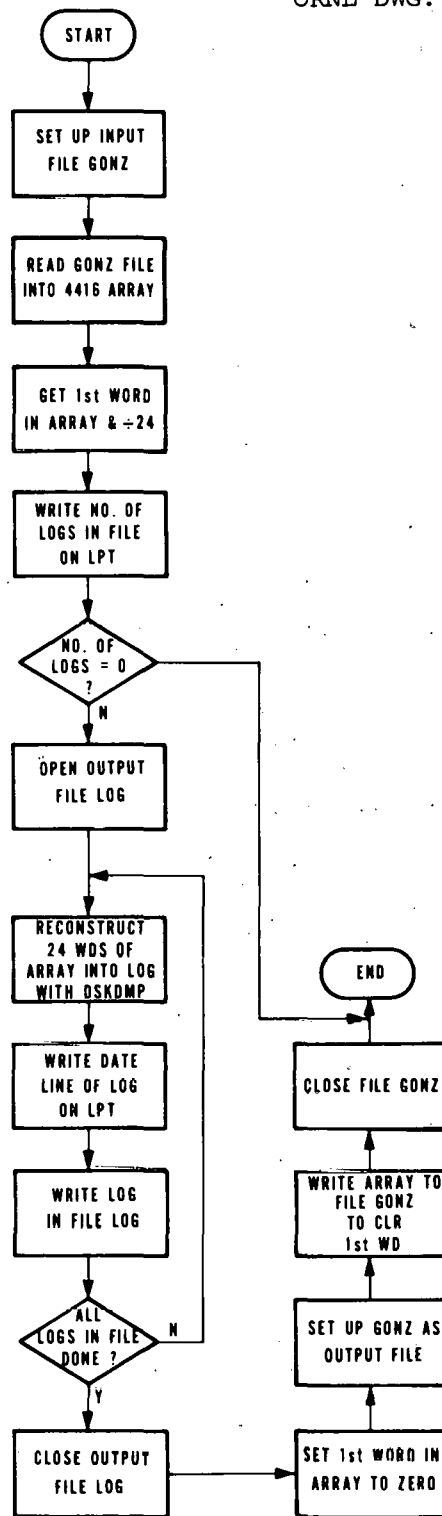 ORNL DWG.
START
SET UP INPUT
FILE GONZ
READ GONZ FILE
INTO 4416 ARRAY
GET 1st WORD
IN ARRAY & ÷24
WRITE NO. OF
LOGS IN FILE
ON LPT
NO. OF
LOGS = 0
?
N
OPEN OUTPUT
FILE LOG
RECONSTRUCT
24 WDS OF
ARRAY INTO LOG
WITH DSKDMP
WRITE DATE
LINE OF LOG
ON LPT
WRITE LOG
IN FILE LOG
ALL
LOGS IN FILE
DONE ?
N
Y
CLOSE OUTPUT
FILE LOG
SET 1st WORD IN
ARRAY TO ZERO
SET UP GONZ AS
OUTPUT FILE
WRITE ARRAY TO
FILE GONZ
TO CLR
1st WD
CLOSE FILE GONZ
END